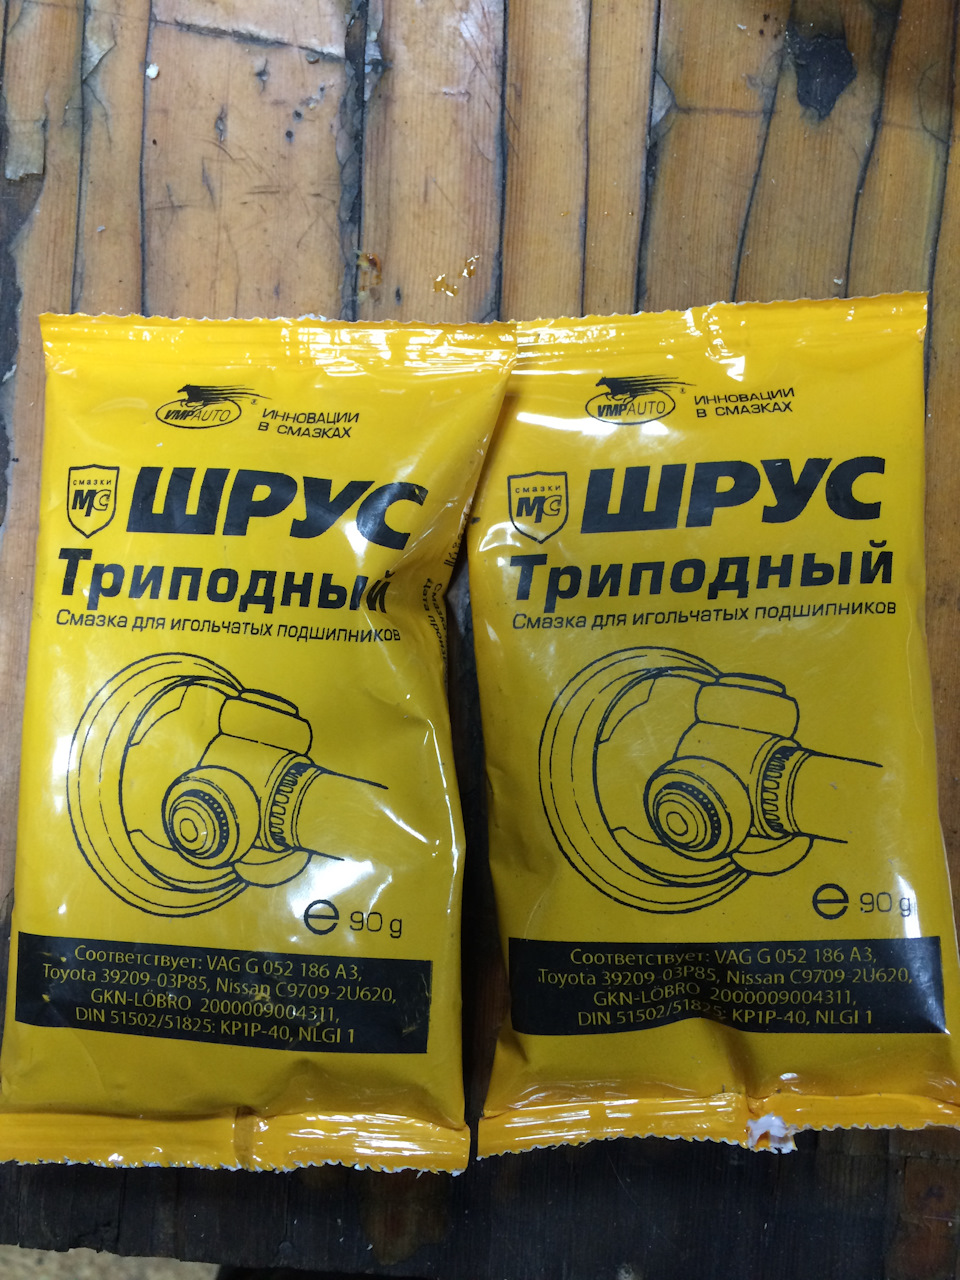 VMPAUTO
®
ИННОВАЦИИ
В СМАЗКАХ
смазки
МС
ШРУС
Триподный
Смазка для игольчатых подшипников
e 90 g
Соответствует: VAG G 052 186 A3,
Toyota 39209-03P85, Nissan C9709-2U620,
GKN-LÖBRO 2000009004311,
DIN 51502/51825: KP1P-40, NLGI 1
VMPAUTO
®
ИННОВАЦИИ
В СМАЗКАХ
смазки
МС
ШРУС
Триподный
Смазка для игольчатых подшипников
e 90 g
Соответствует: VAG G 052 186 A3,
Toyota 39209-03P85, Nissan C9709-2U620,
GKN-LÖBRO 2000009004311,
DIN 51502/51825: KP1P-40, NLGI 1